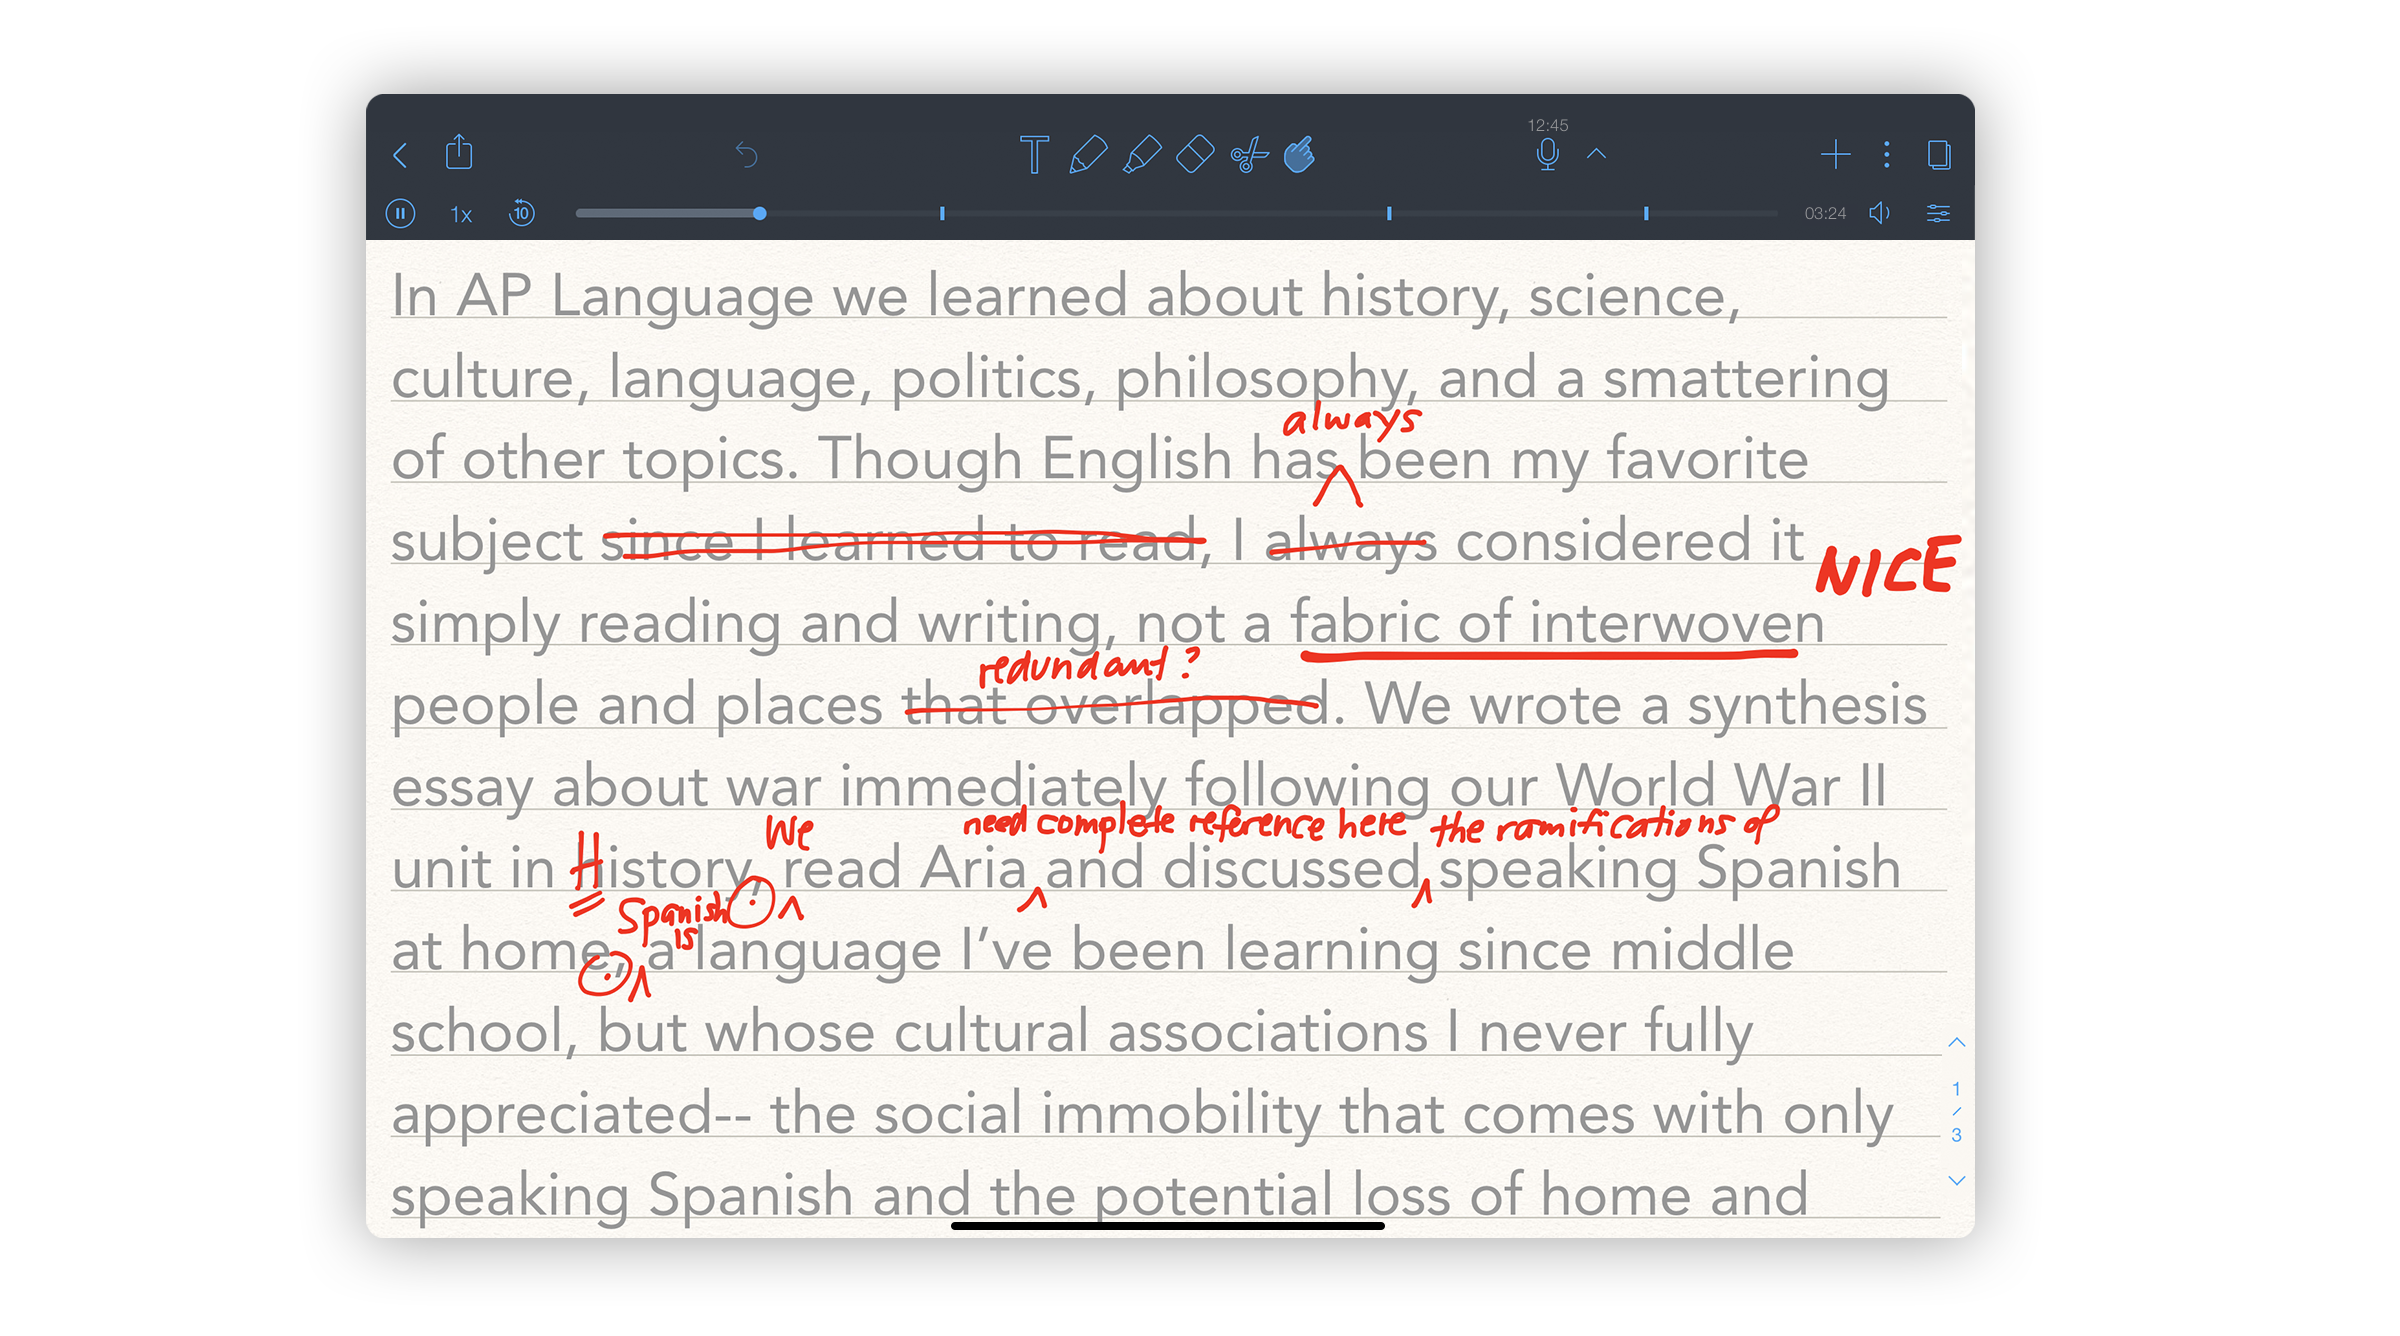 12:45
1x
10
03:24
In AP Language we learned about history, science,
culture, language, politics, philosophy, and a smattering
always
of other topics. Though English has been my favorite
subject since I learned to read, I always considered it
NICE
simply reading and writing, not a fabric of interwoven
redundant?
people and places that overlapped. We wrote a synthesis
essay about war immediately following our World War II
We need complete reference here the ramifications of
unit in History, read Aria and discussed speaking Spanish
Spanish
is
at home, a language I’ve been learning since middle
school, but whose cultural associations I never fully
appreciated-- the social immobility that comes with only
speaking Spanish and the potential loss of home and
1
/
3